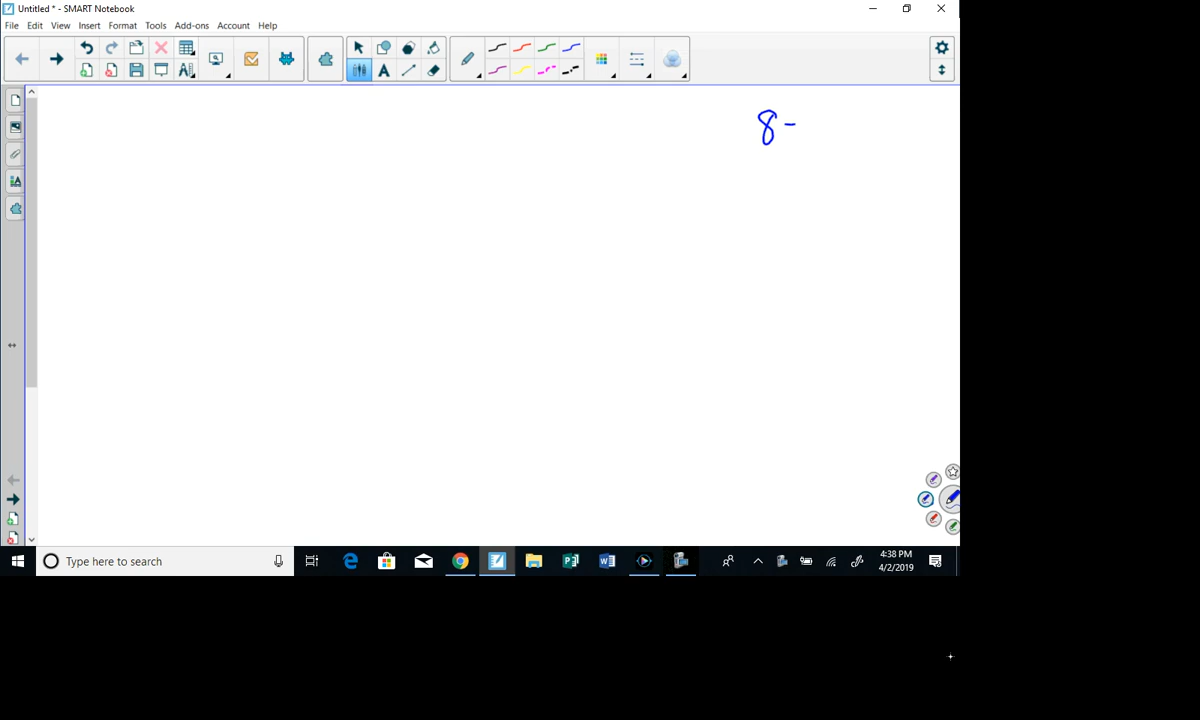 Untitled * - SMART Notebook
File Edit View Insert Format Tools Add-ons Account Help
8 -
Type here to search
4:38 PM
4/2/2019